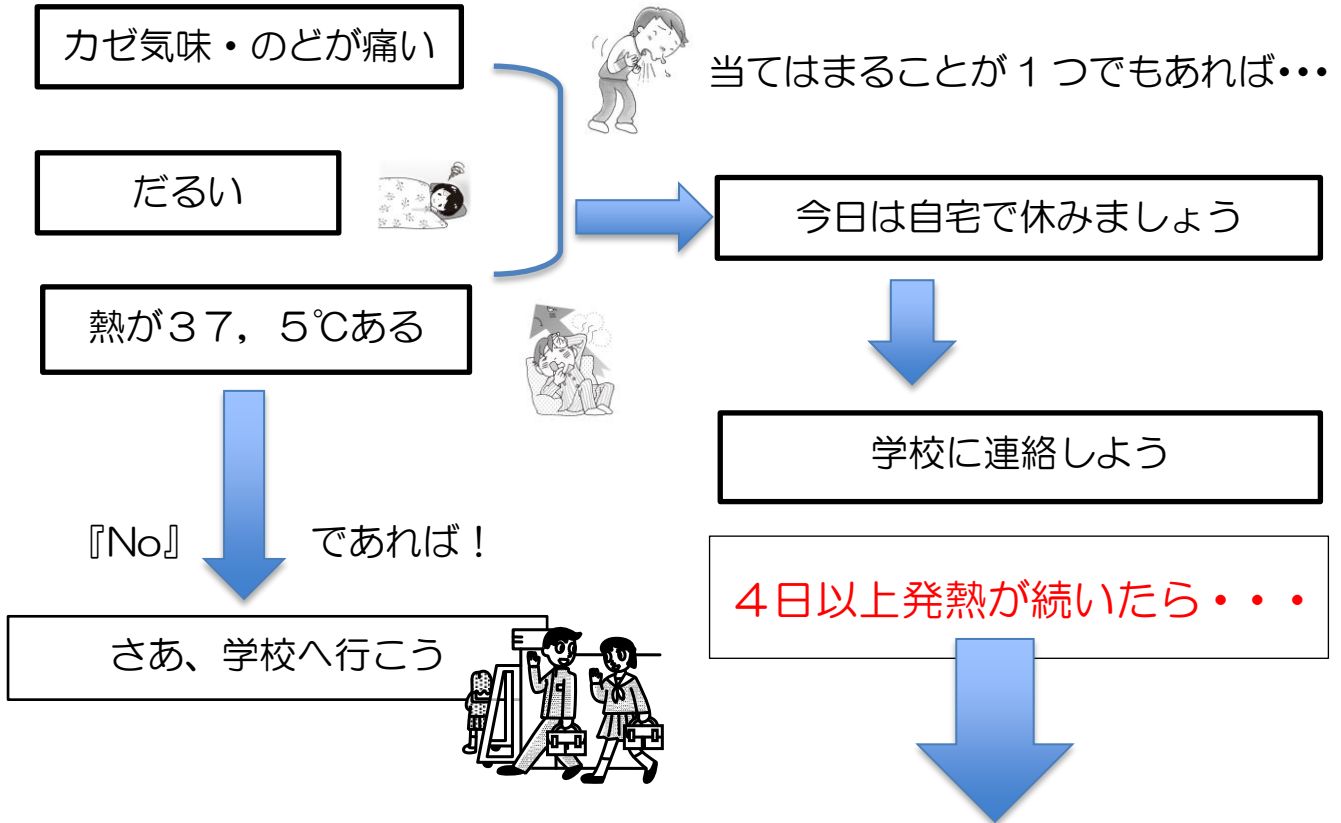 カゼ気味・のどが痛い
当てはまることが１つでもあれば・・・
だるい
今日は自宅で休みましょう
熱が３７，５℃ある
学校に連絡しよう
『No』　であれば！
４日以上発熱が続いたら・・・
さあ、学校へ行こう